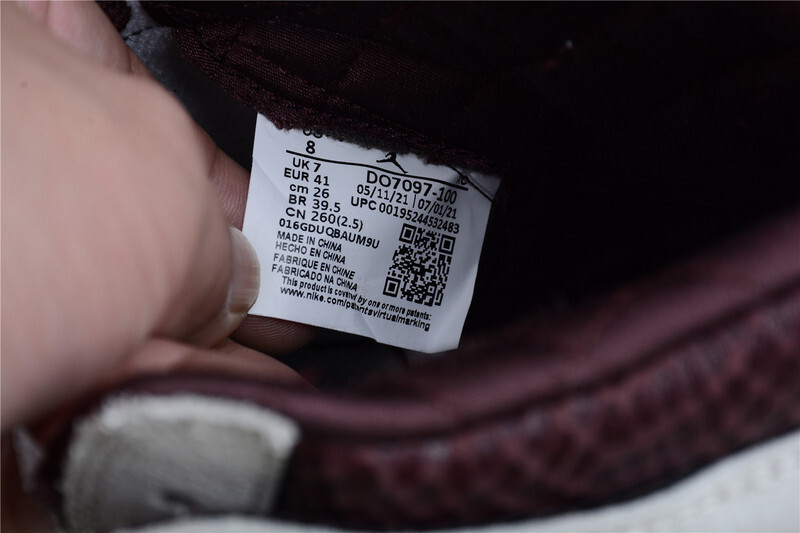 US
8
UK 7
EUR 41
cm 26
BR 39.5
CN 260(2.5)
DO7097-100
05/11/21 07/01/21
UPC 00195244532483
016GDUQBAUM9U
MADE IN CHINA
HECHO EN CHINA
FABRIQUE EN CHINE
FABRICADO NA CHINA
This product is covered by one or more patents:
www.nike.com/patentsvirtualmarking